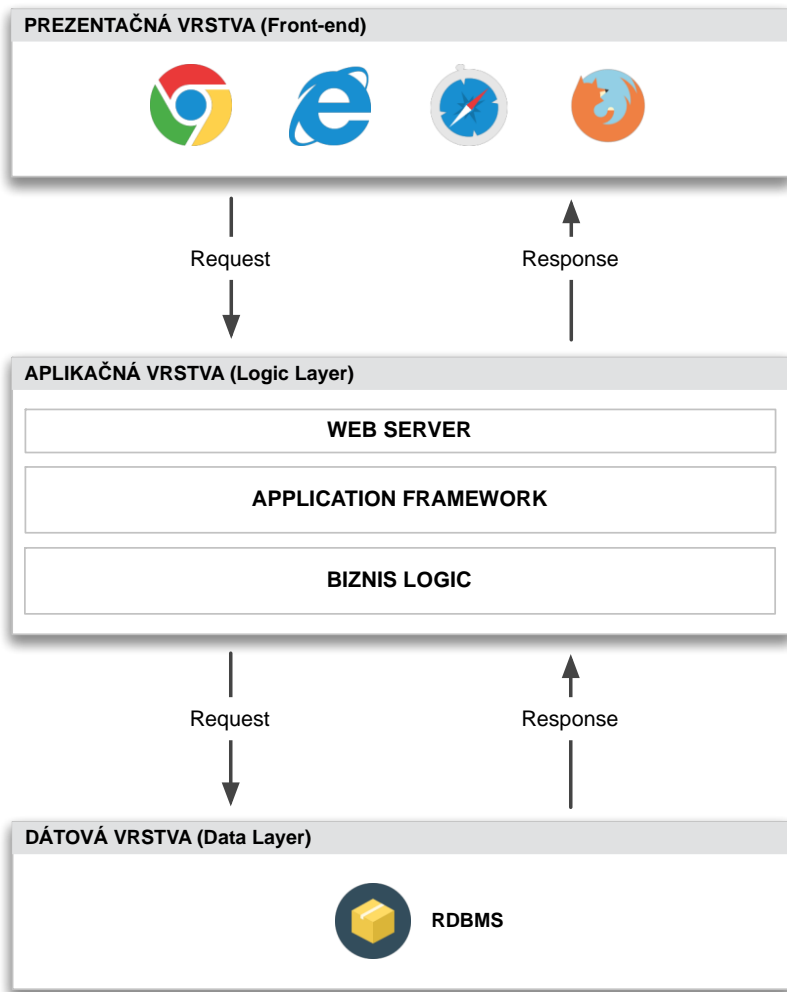 PREZENTAČNÁ VRSTVA (Front-end)
Request
Response
APLIKAČNÁ VRSTVA (Logic Layer)
WEB SERVER
APPLICATION FRAMEWORK
BIZNIS LOGIC
Request
Response
DÁTOVÁ VRSTVA (Data Layer)
RDBMS